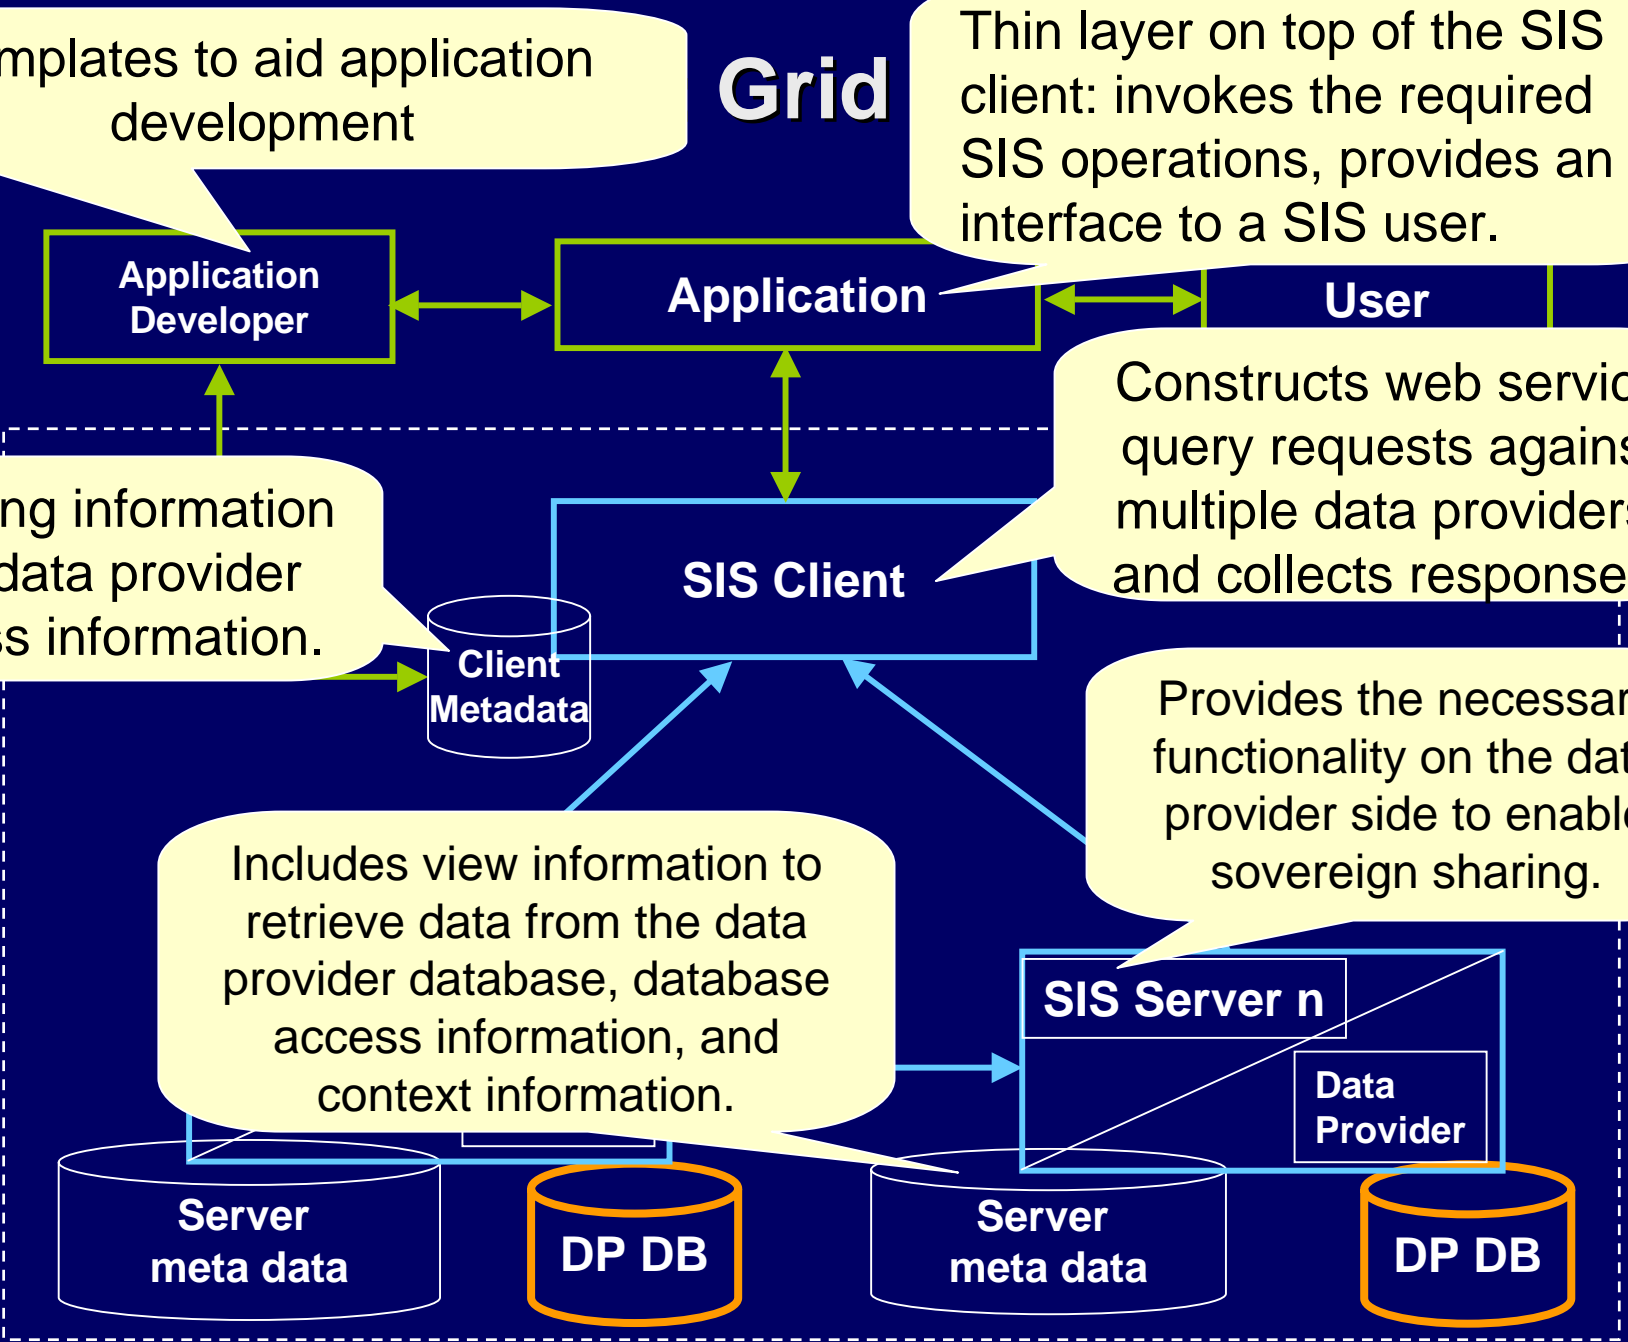 mplates to aid application
development
Grid
Thin layer on top of the SIS
client: invokes the required
SIS operations, provides an
interface to a SIS user.
Application
Developer
Application
User
Constructs web servic
query requests agains
multiple data providers
and collects response
ng information
data provider
ss information.
SIS Client
Client
Metadata
Provides the necessar
functionality on the dat
provider side to enable
sovereign sharing.
Includes view information to
retrieve data from the data
provider database, database
access information, and
context information.
SIS Server n
Data
Provider
Server
meta data
DP DB
Server
meta data
DP DB